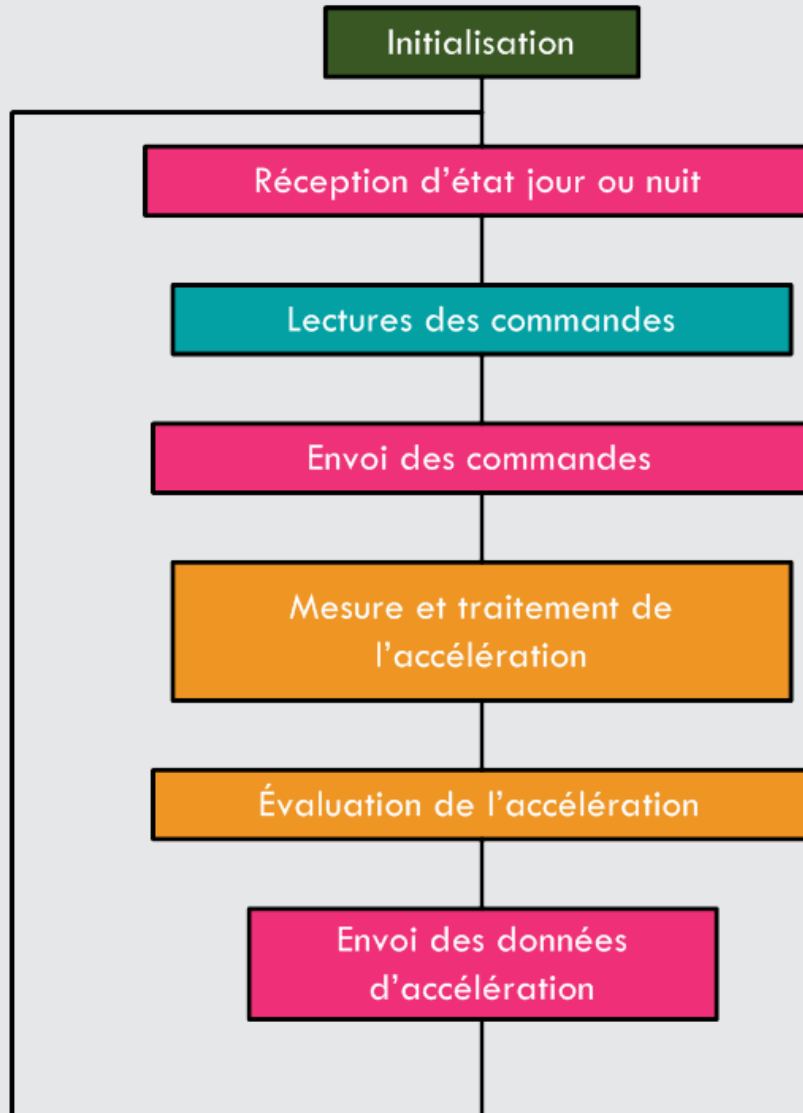 Initialisation
Réception d'état jour ou nuit
Lectures des commandes
Envoi des commandes
Mesure et traitement de
l'accélération
Évaluation de l'accélération
Envoi des données
d'accélération